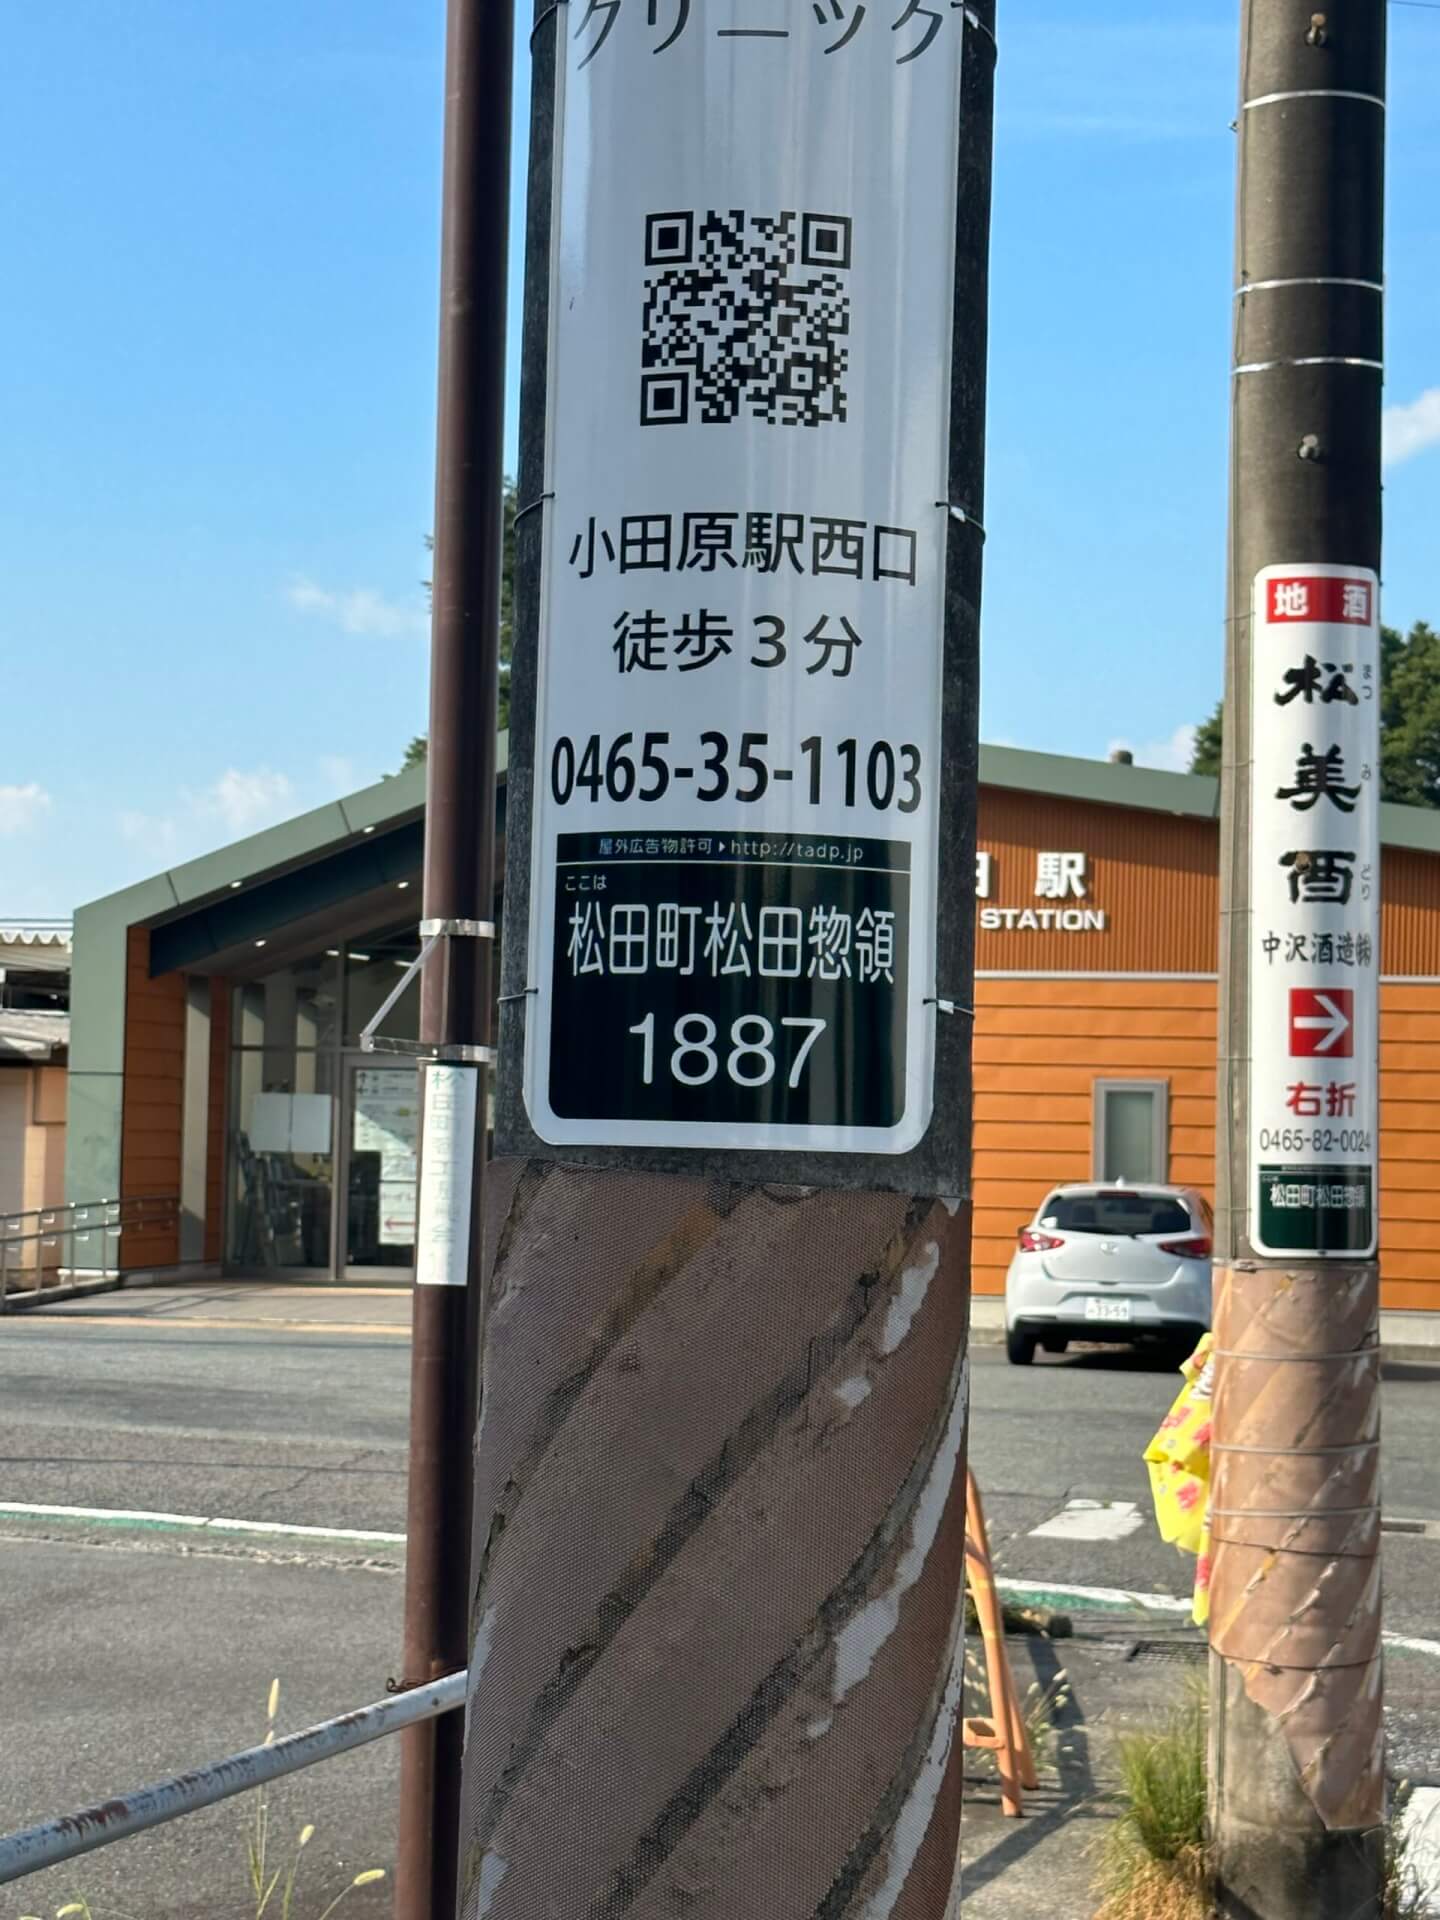 クリニック
小田原駅西口
徒歩3分
0465-35-1103
屋外広告物許可▶http://tadp.jp
ここは
松田町松田惣領
1887
駅
STATION
地酒
松美酉
まつみどり
中沢酒造㈱
→
右折
0465-82-0024
ここは
松田町松田惣領